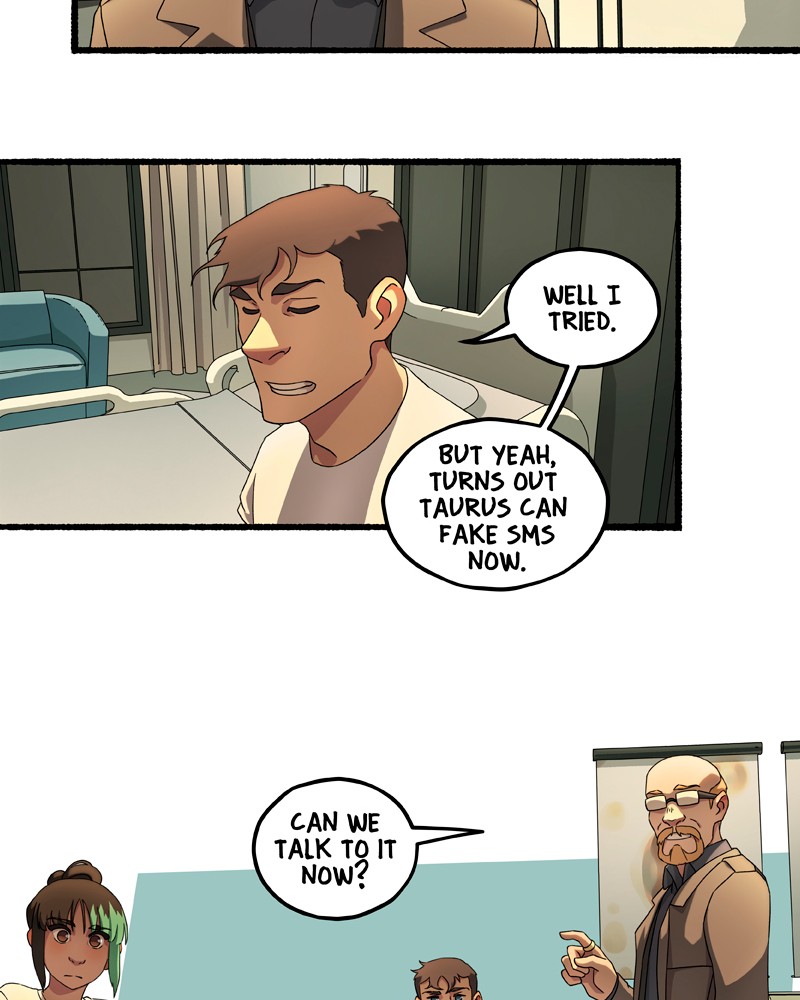 WELL I
TRIED.
BUT YEAH,
TURNS OUT
TAURUS CAN
FAKE SMS
NOW.
CAN WE
TALK TO IT
NOW?